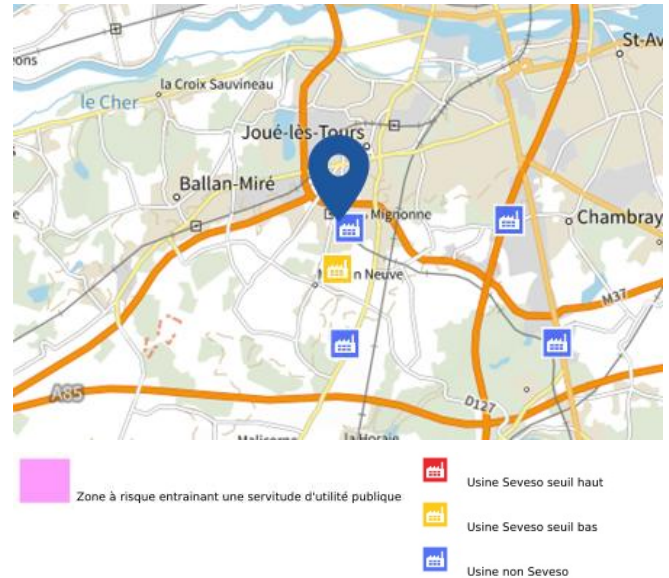 St-Av
ons
la Croix Sauvineau
le Cher
Joué-lès-Tours
Ballan-Miré
Mignonne
Chambray
n Neuve
M37
A85
D127
Zone à risque entrainant une servitude d'utilité publique
Usine Seveso seuil haut
Usine Seveso seuil bas
Usine non Seveso